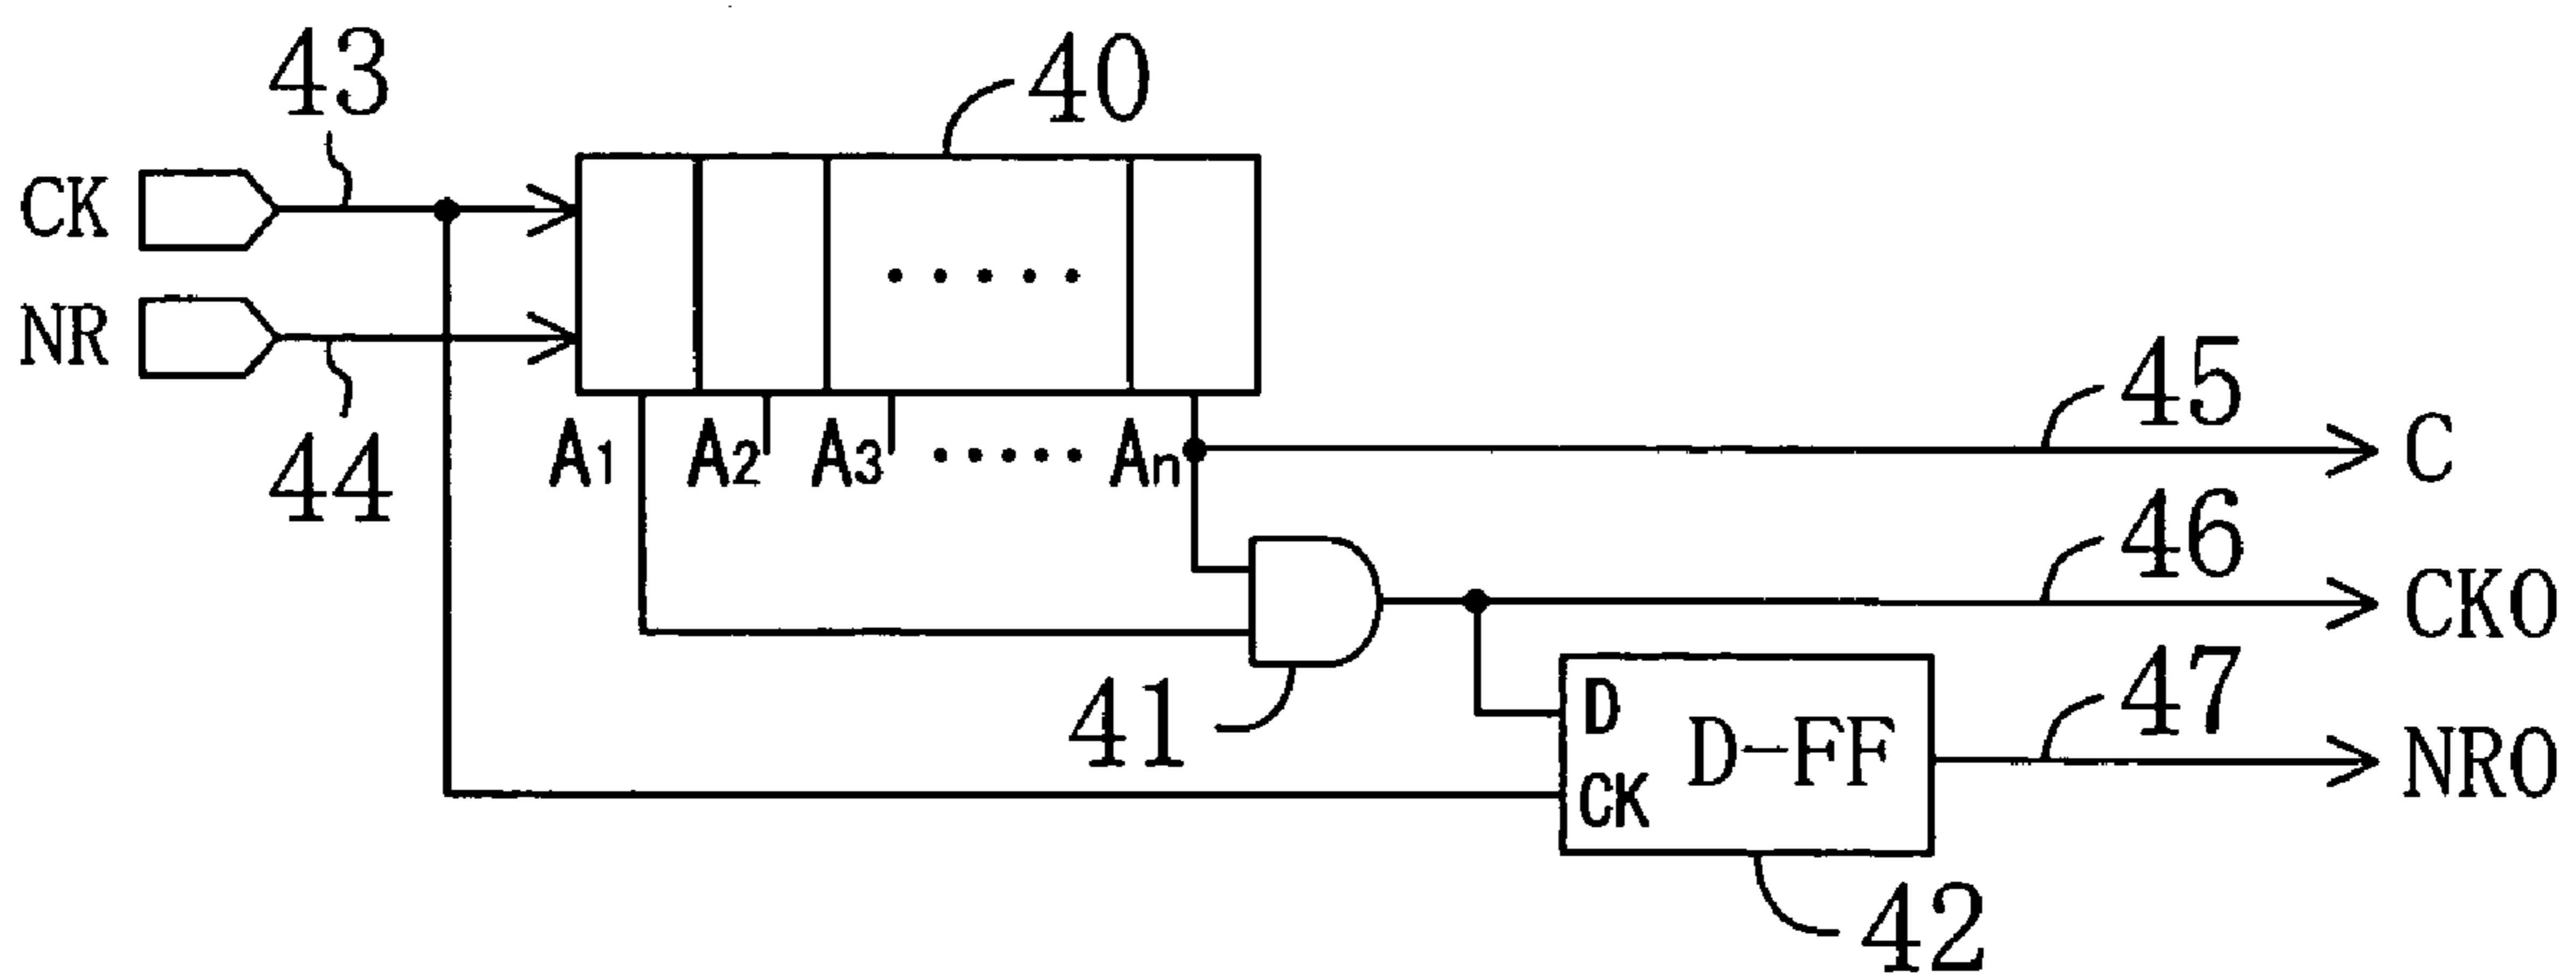 43
40
CK
NR
44
A1 A2 A3 ····· An
·····
45
C
46
CKO
41
D
D-FF
CK
47
NRO
42